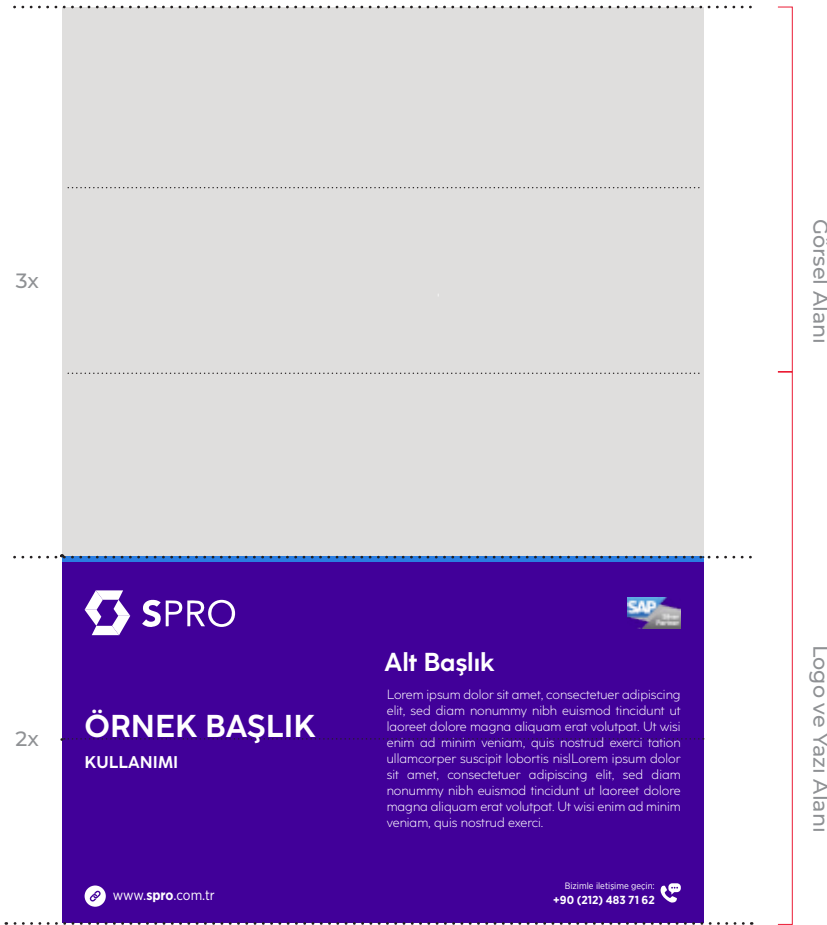 3x
Görsel Alanı
SPRO
SAP
Alt Başlık
Lorem ipsum dolor sit amet, consectetuer adipiscing
elit, sed diam nonummy nibh euismod tincidunt ut
laoreet dolore magna aliquam erat volutpat. Ut wisi
enim ad minim veniam, quis nostrud exerci tation
ullamcorper suscipit lobortis nislLorem ipsum dolor
sit amet, consectetuer adipiscing elit, sed diam
nonummy nibh euismod tincidunt ut laoreet dolore
magna aliquam erat volutpat. Ut wisi enim ad minim
veniam, quis nostrud exerci.
2x
ÖRNEK BAŞLIK
KULLANIMI
Logo ve Yazı Alanı
www.spro.com.tr
Bizimle iletişime geçin:
+90 (212) 483 71 62